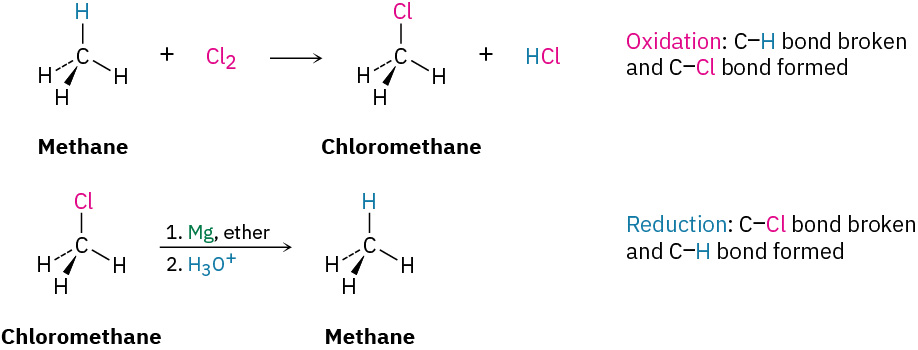 H
C
H
H
H
+
Cl2
Cl
C
H
H
H
+
HCl
Oxidation: C–H bond broken
and C–Cl bond formed
Methane
Chloromethane
Cl
C
H
H
H
1. Mg, ether
2. H3O+
H
C
H
H
H
Reduction: C–Cl bond broken
and C–H bond formed
Chloromethane
Methane